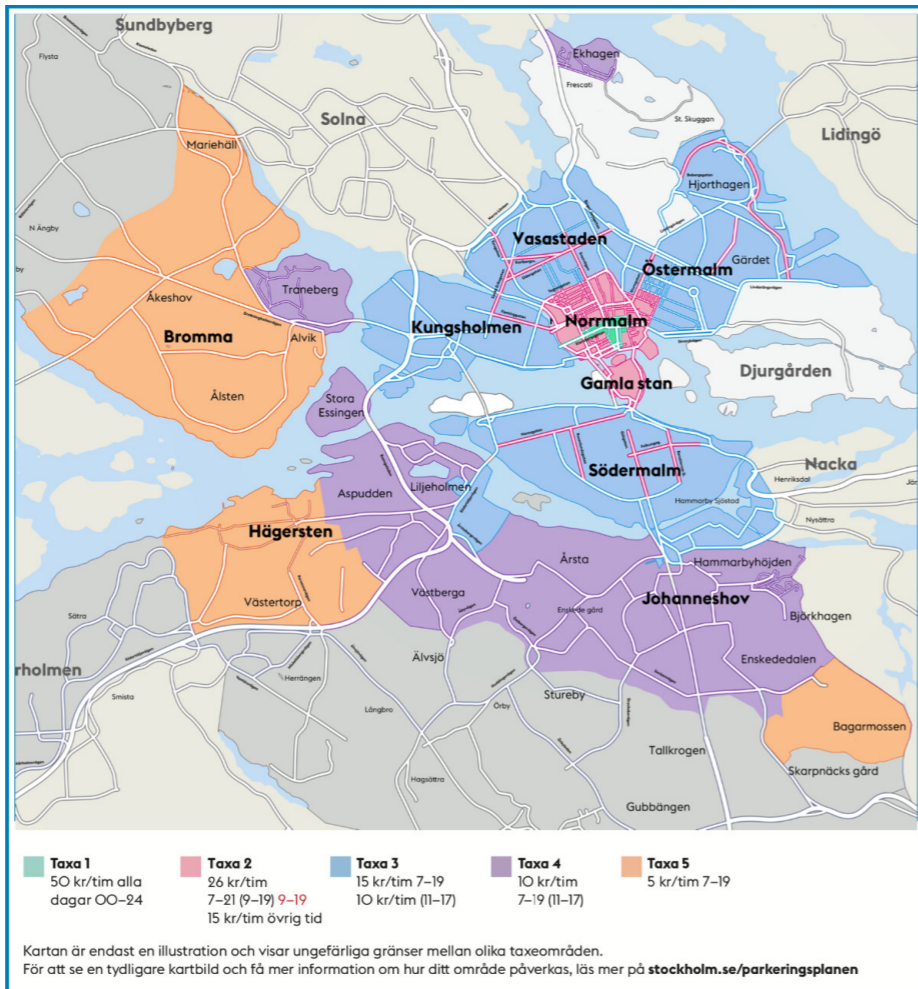 Sundbyberg
Ekhagen
Flysta
Frescati
Solna
St. Skuggan
Lidingö
Mariehäll
Hjorthagen
N Ängby
Vasastaden
Gärdet
Östermalm
by
Traneberg
Åkeshov
Kungsholmen
Norrmalm
Bromma
Alvik
Djurgården
Gamla stan
Ålsten
Stora
Essingen
Nacka
Södermalm
Henriksdal
Liljeholmen
Aspudden
Hammarby Sjöstad
Nysättra
Hägersten
Årsta
Hammarbyhöjden
Västertorp
Västberga
Johanneshov
Enskede gård
Björkhagen
Sätra
Älvsjö
Enskededalen
rholmen
Herrängen
Smista
Stureby
Långbro
Örby
Bagarmossen
Tallkrogen
Skarpnäcks gård
Hagsättra
Gubbängen
Taxa 1
50 kr/tim alla
dagar 00–24
Taxa 2
26 kr/tim
7–21 (9–19) 9–19
15 kr/tim övrig tid
Taxa 3
15 kr/tim 7–19
10 kr/tim (11–17)
Taxa 4
10 kr/tim
7–19 (11–17)
Taxa 5
5 kr/tim 7–19
Kartan är endast en illustration och visar ungefärliga gränser mellan olika taxeområden.
För att se en tydligare kartbild och få mer information om hur ditt område påverkas, läs mer på stockholm.se/parkeringsplanen